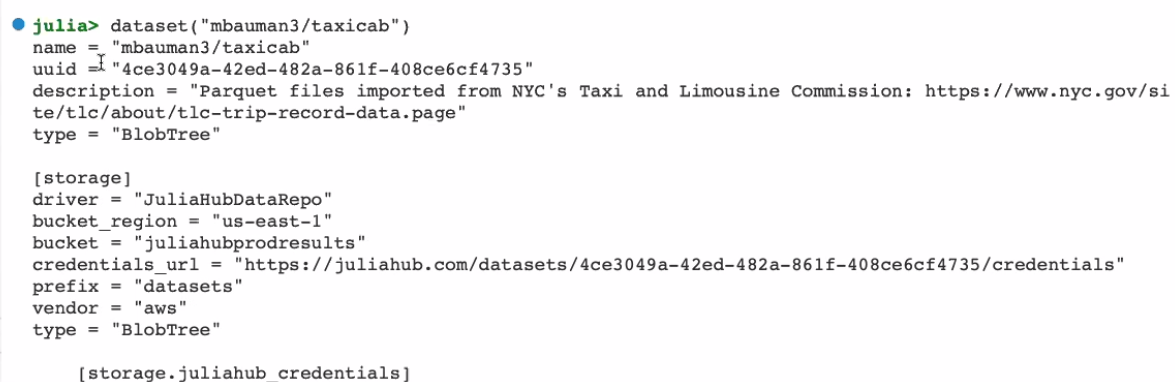 julia> dataset("mbauman3/taxicab")
name = "mbauman3/taxicab"
uuid = "4ce3049a-42ed-482a-861f-408ce6cf4735"
description = "Parquet files imported from NYC's Taxi and Limousine Commission: https://www.nyc.gov/si
te/tlc/about/tlc-trip-record-data.page"
type = "BlobTree"
[storage]
driver = "JuliaHubDataRepo"
bucket_region = "us-east-1"
bucket = "juliahubprodresults"
credentials_url = "https://juliahub.com/datasets/4ce3049a-42ed-482a-861f-408ce6cf4735/credentials"
prefix = "datasets"
vendor = "aws"
type = "BlobTree"
[storage.juliahub_credentials]